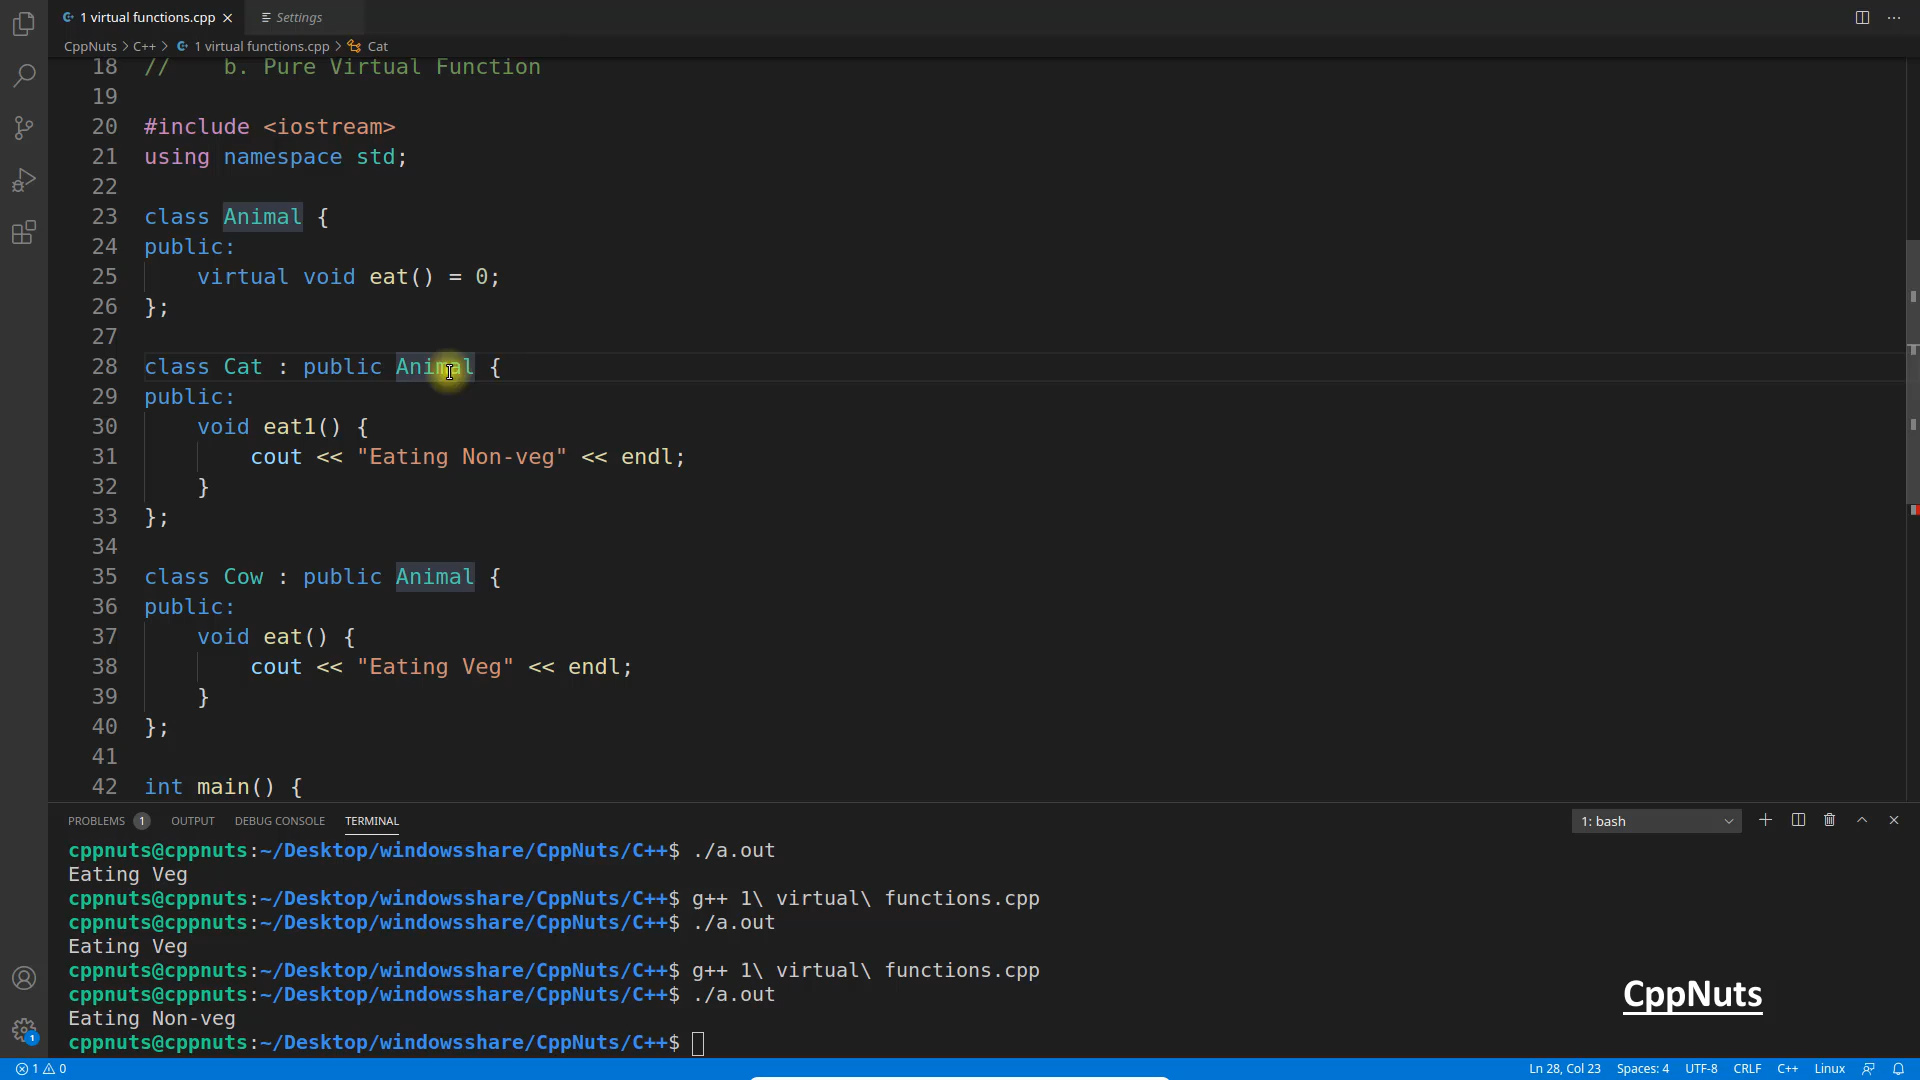 1 virtual functions.cpp
Settings
CppNuts > C++ > 1 virtual functions.cpp > Cat
18 //    b. Pure Virtual Function
19
20 #include <iostream>
21 using namespace std;
22
23 class Animal {
24 public:
25     virtual void eat() = 0;
26 };
27
28 class Cat : public Animal {
29 public:
30     void eat1() {
31         cout << "Eating Non-veg" << endl;
32     }
33 };
34
35 class Cow : public Animal {
36 public:
37     void eat() {
38         cout << "Eating Veg" << endl;
39     }
40 };
41
42 int main() {
PROBLEMS 1 OUTPUT DEBUG CONSOLE TERMINAL 1: bash
cppnuts@cppnuts:~/Desktop/windowsshare/CppNuts/C++$ ./a.out
Eating Veg
cppnuts@cppnuts:~/Desktop/windowsshare/CppNuts/C++$ g++ 1\ virtual\ functions.cpp
cppnuts@cppnuts:~/Desktop/windowsshare/CppNuts/C++$ ./a.out
Eating Veg
cppnuts@cppnuts:~/Desktop/windowsshare/CppNuts/C++$ g++ 1\ virtual\ functions.cpp
cppnuts@cppnuts:~/Desktop/windowsshare/CppNuts/C++$ ./a.out
Eating Non-veg
cppnuts@cppnuts:~/Desktop/windowsshare/CppNuts/C++$
CppNuts
1
1 0 Ln 28, Col 23 Spaces: 4 UTF-8 CRLF C++ Linux